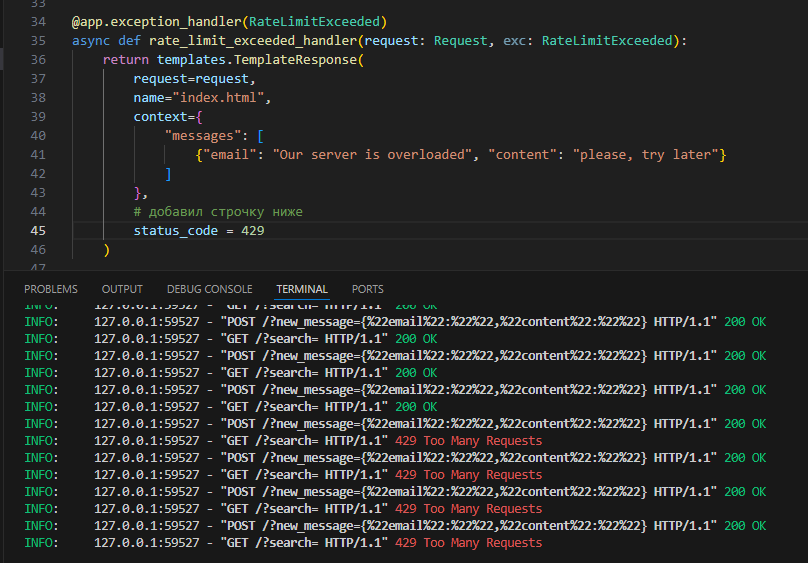 33
34 @app.exception_handler(RateLimitExceeded)
35 async def rate_limit_exceeded_handler(request: Request, exc: RateLimitExceeded):
36 return templates.TemplateResponse(
37 request=request,
38 name="index.html",
39 context={
40 "messages": [
41 {"email": "Our server is overloaded", "content": "please, try later"}
42 ]
43 },
44 # добавил строчку ниже
45 status_code = 429
46 )
47
PROBLEMS OUTPUT DEBUG CONSOLE TERMINAL PORTS
INFO: 127.0.0.1:59527 - "GET /?search= HTTP/1.1" 200 OK
INFO: 127.0.0.1:59527 - "POST /?new_message={%22email%22:%22%22,%22content%22:%22%22} HTTP/1.1" 200 OK
INFO: 127.0.0.1:59527 - "GET /?search= HTTP/1.1" 200 OK
INFO: 127.0.0.1:59527 - "POST /?new_message={%22email%22:%22%22,%22content%22:%22%22} HTTP/1.1" 200 OK
INFO: 127.0.0.1:59527 - "GET /?search= HTTP/1.1" 200 OK
INFO: 127.0.0.1:59527 - "POST /?new_message={%22email%22:%22%22,%22content%22:%22%22} HTTP/1.1" 200 OK
INFO: 127.0.0.1:59527 - "GET /?search= HTTP/1.1" 200 OK
INFO: 127.0.0.1:59527 - "POST /?new_message={%22email%22:%22%22,%22content%22:%22%22} HTTP/1.1" 200 OK
INFO: 127.0.0.1:59527 - "GET /?search= HTTP/1.1" 429 Too Many Requests
INFO: 127.0.0.1:59527 - "POST /?new_message={%22email%22:%22%22,%22content%22:%22%22} HTTP/1.1" 200 OK
INFO: 127.0.0.1:59527 - "GET /?search= HTTP/1.1" 429 Too Many Requests
INFO: 127.0.0.1:59527 - "POST /?new_message={%22email%22:%22%22,%22content%22:%22%22} HTTP/1.1" 200 OK
INFO: 127.0.0.1:59527 - "GET /?search= HTTP/1.1" 429 Too Many Requests
INFO: 127.0.0.1:59527 - "POST /?new_message={%22email%22:%22%22,%22content%22:%22%22} HTTP/1.1" 200 OK
INFO: 127.0.0.1:59527 - "GET /?search= HTTP/1.1" 429 Too Many Requests